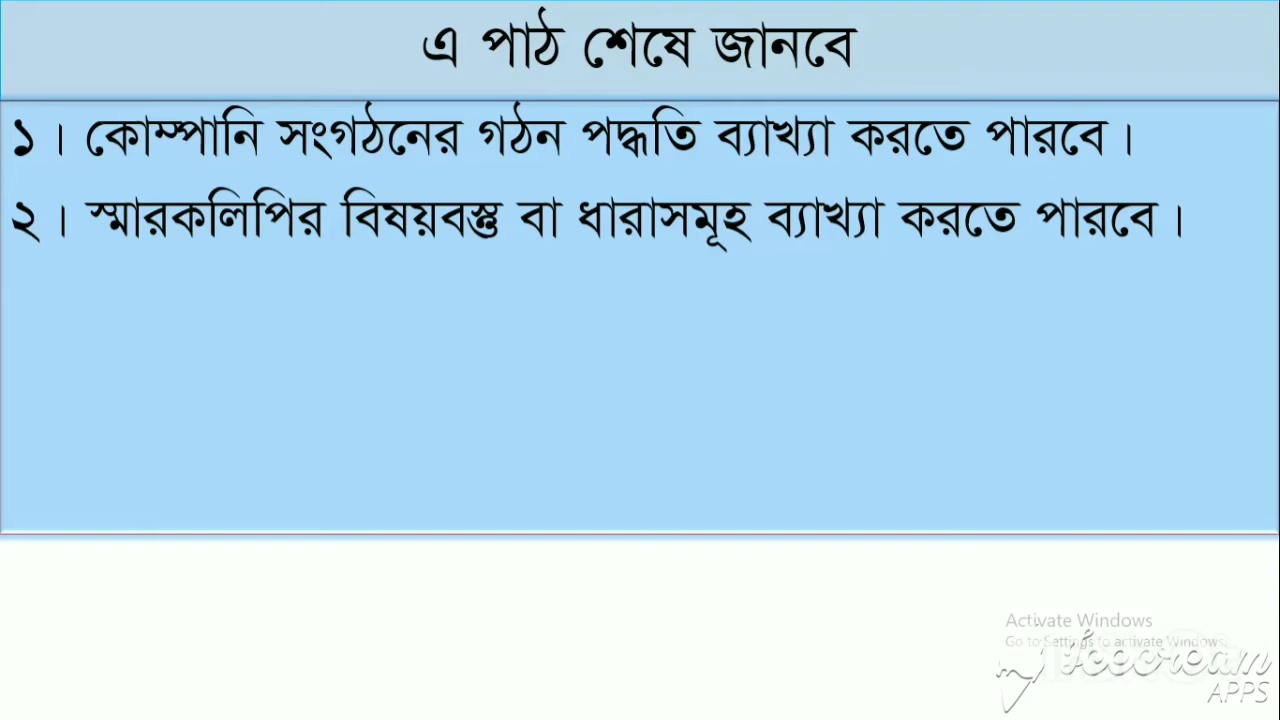 এ পাঠ শেষে জানবে
১। কোম্পানি সংগঠনের গঠন পদ্ধতি ব্যাখ্যা করতে পারবে।
২। স্মারকলিপির বিষয়বস্তু বা ধারাসমূহ ব্যাখ্যা করতে পারবে।
Activate Windows
Go to Settings to activate Windows.
Icecream
APPS